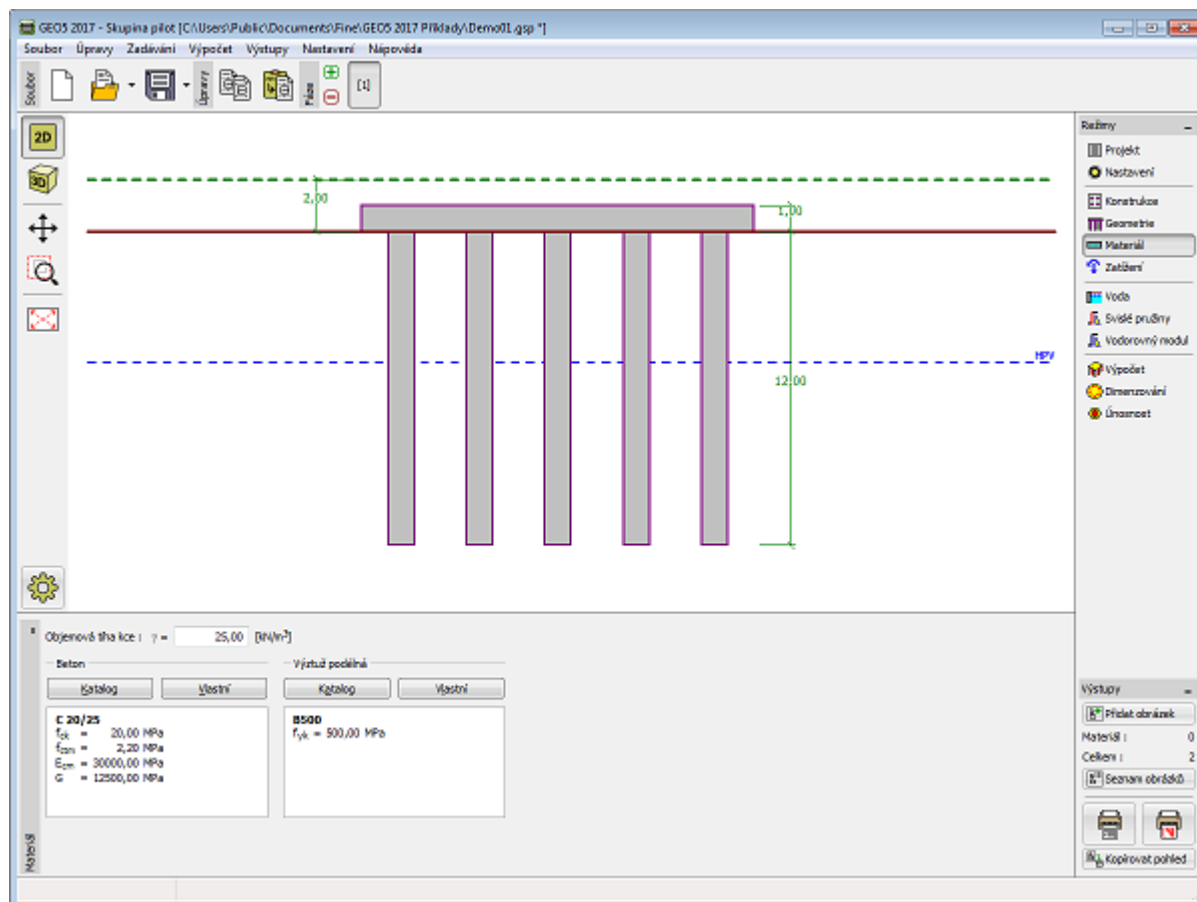 GEO5 2017 - Skupina pilot [C:\Users\Public\Documents\Fine\GEO5 2017 Příklady\Demo01.gsp *]
Soubor Úpravy Zadávání Výpočet Výstupy Nastavení Nápověda
Soubor
Úpravy
Fáze
[1]
2D
3D
2,00
1,00
HPV
12,00
Režimy
Projekt
Nastavení
Konstrukce
Geometrie
Materiál
Zatížení
Voda
Svislé pružiny
Vodorovný modul
Výpočet
Dimenzování
Únosnost
Objemová tíha kce : γ = 25,00 [kN/m³]
Beton
Katalog Vlastní
C 20/25
fck = 20,00 MPa
fctm = 2,20 MPa
Ecm = 30000,00 MPa
G = 12500,00 MPa
Výztuž podélná
Katalog Vlastní
B500
fyk = 500,00 MPa
Materiál
Výstupy
Přidat obrázek
Materiál : 0
Celkem : 2
Seznam obrázků
Kopírovat pohled